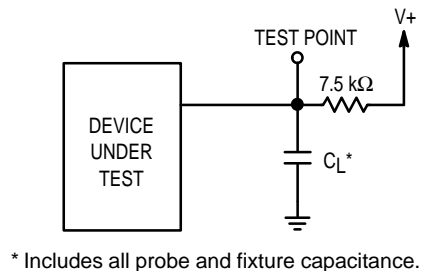 V+
TEST POINT
7.5 kΩ
DEVICE
UNDER
TEST
CL*
* Includes all probe and fixture capacitance.